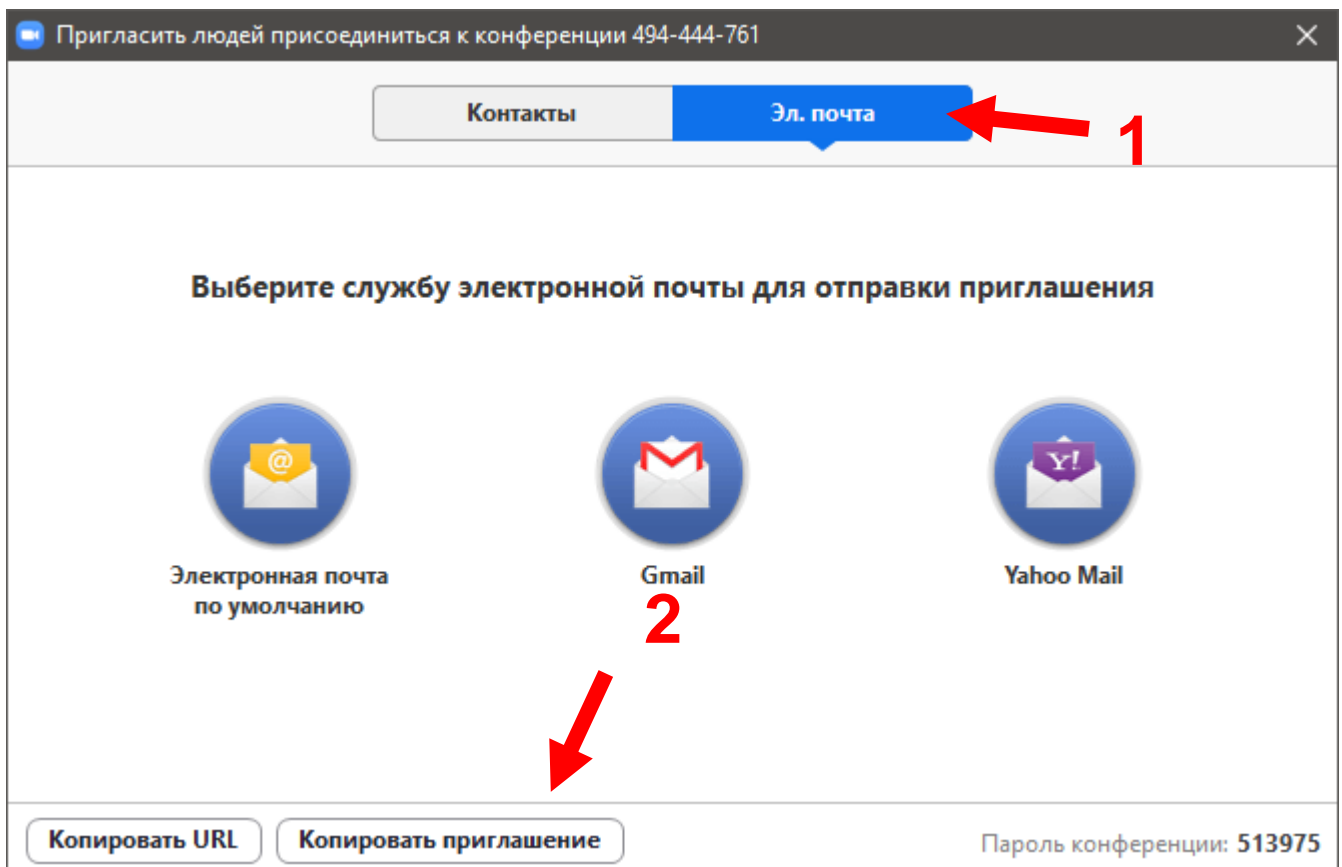 Пригласить людей присоединиться к конференции 494-444-761
Контакты
Эл. почта
1
Выберите службу электронной почты для отправки приглашения
@
Y!
Электронная почта
по умолчанию
Gmail
Yahoo Mail
2
Копировать URL
Копировать приглашение
Пароль конференции: 513975